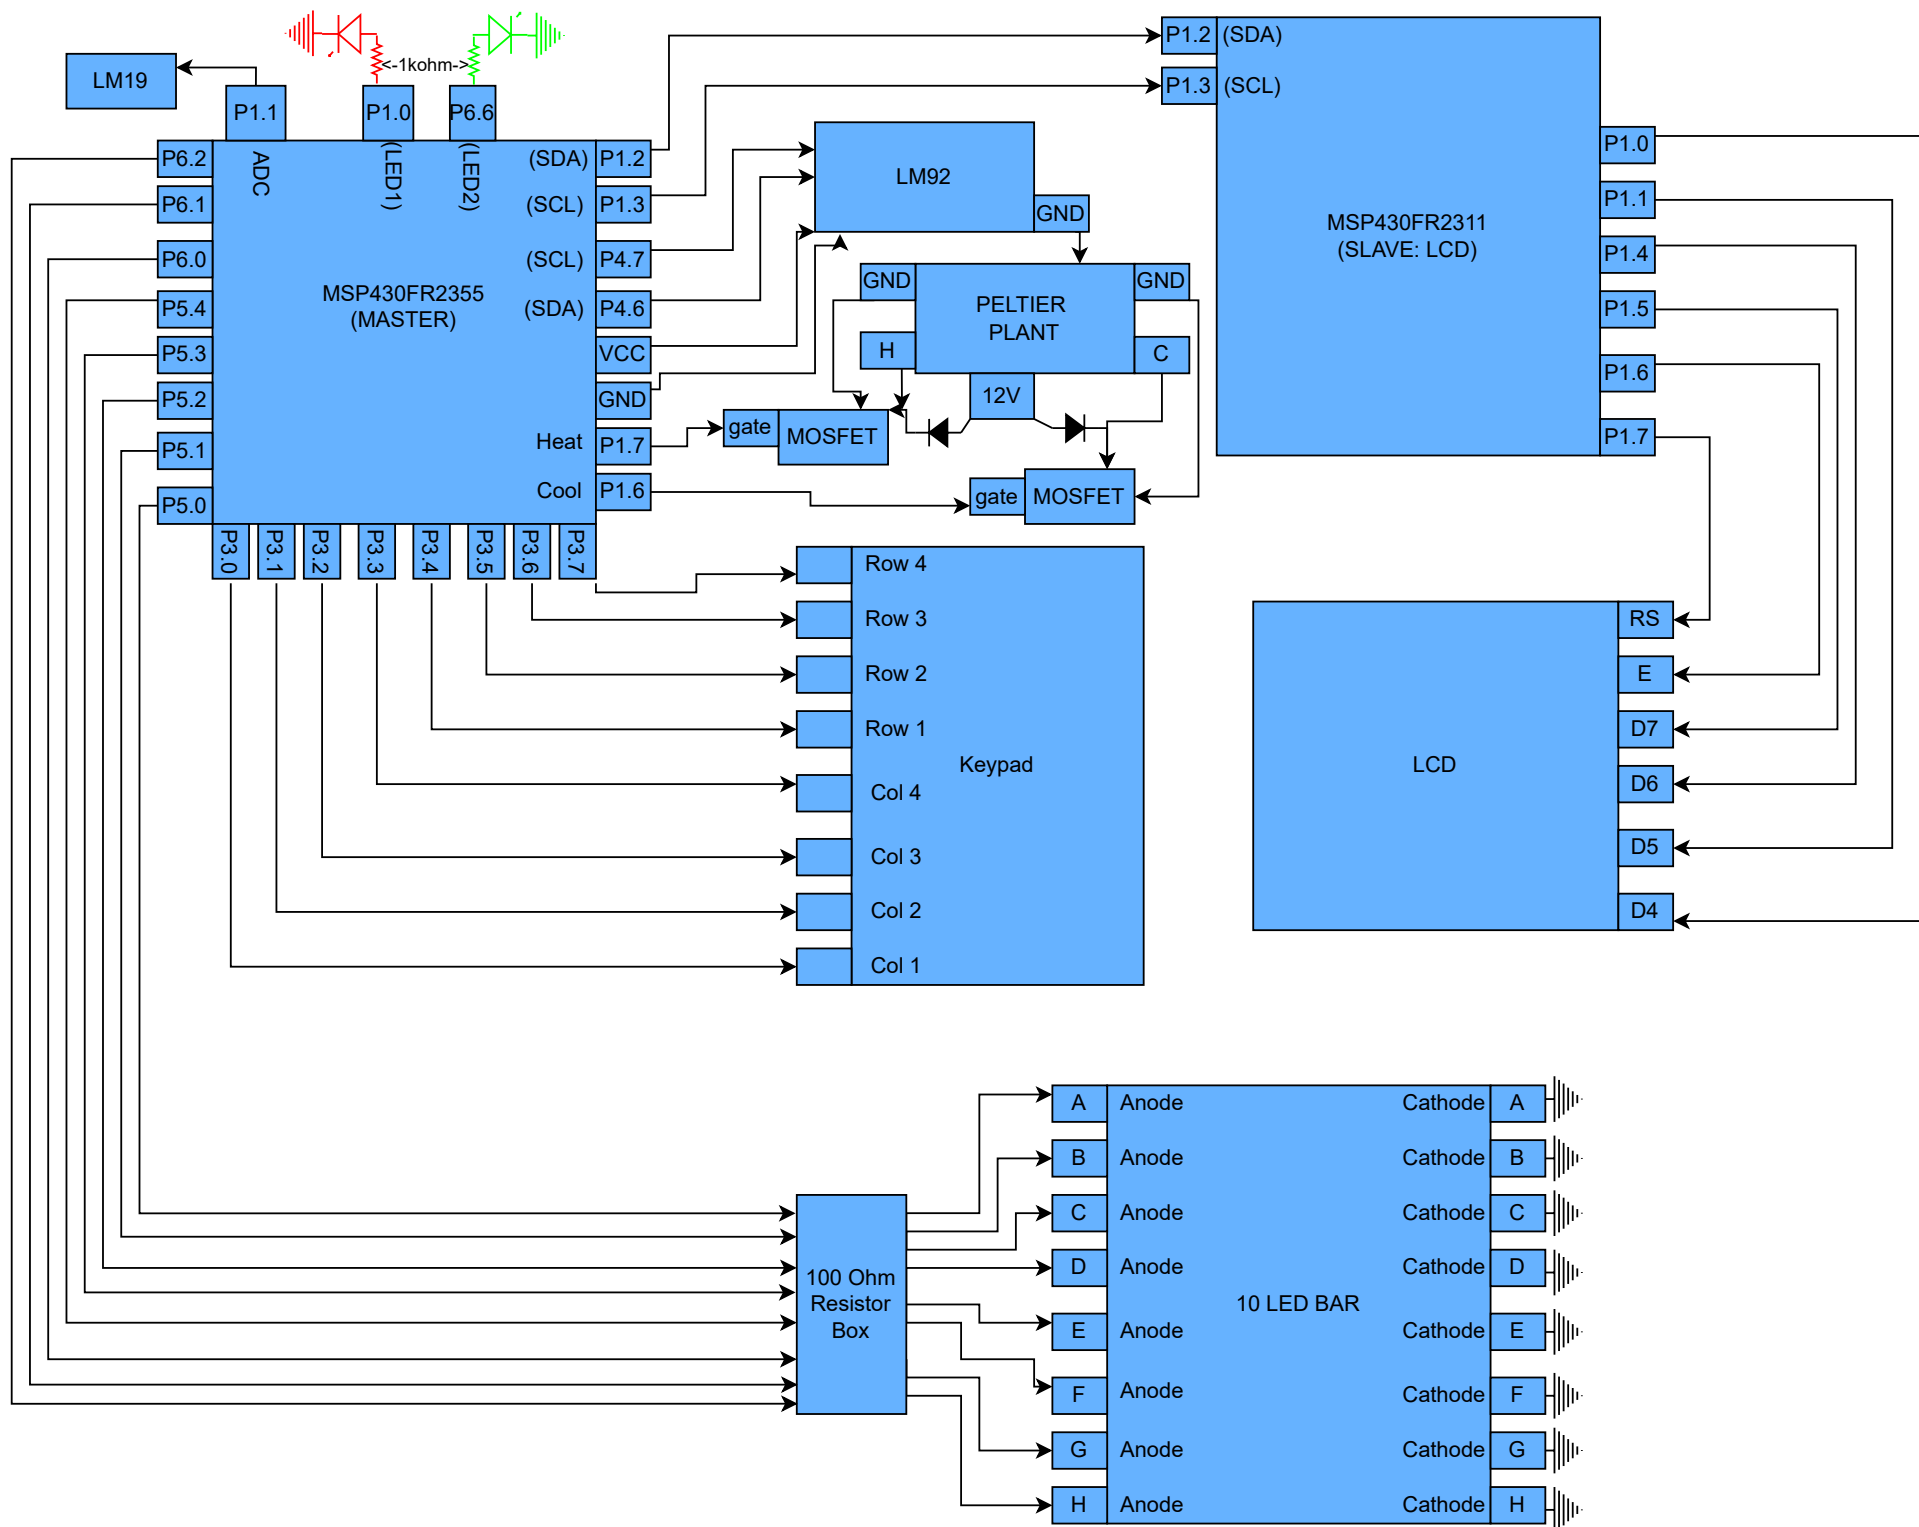 <-1kohm->
LM19
P1.1
P1.0
P6.6
ADC
(LED1)
(LED2)
P6.2
P6.1
P6.0
P5.4
P5.3
P5.2
P5.1
P5.0
MSP430FR2355
(MASTER)
(SDA) P1.2
(SCL) P1.3
(SCL) P4.7
(SDA) P4.6
VCC
GND
Heat P1.7
Cool P1.6
P3.0
P3.1
P3.2
P3.3
P3.4
P3.5
P3.6
P3.7
LM92
GND
GND
PELTIER
PLANT
GND
H
C
12V
gate
MOSFET
gate
MOSFET
P1.2 (SDA)
P1.3 (SCL)
MSP430FR2311
(SLAVE: LCD)
P1.0
P1.1
P1.4
P1.5
P1.6
P1.7
Row 4
Row 3
Row 2
Row 1
Keypad
Col 4
Col 3
Col 2
Col 1
LCD
RS
E
D7
D6
D5
D4
100 Ohm
Resistor
Box
10 LED BAR
A Anode Cathode A
B Anode Cathode B
C Anode Cathode C
D Anode Cathode D
E Anode Cathode E
F Anode Cathode F
G Anode Cathode G
H Anode Cathode H